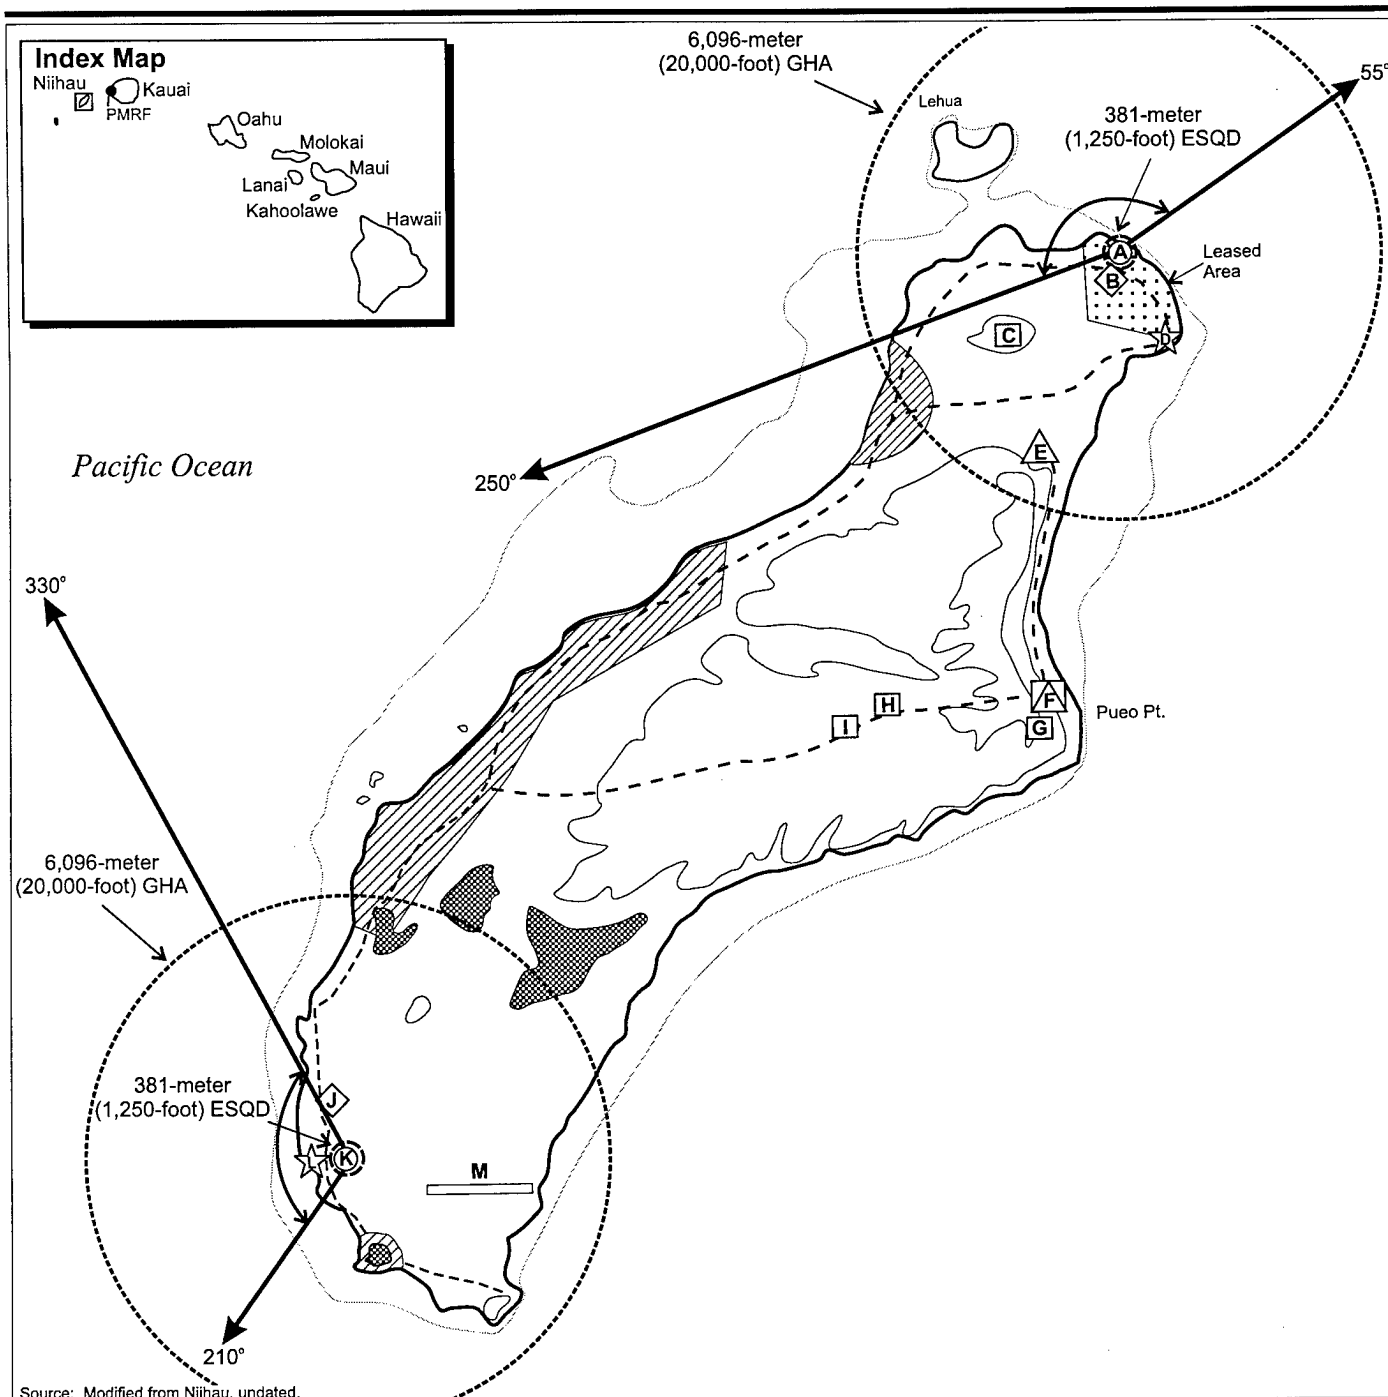 Index Map
Niihau
Kauai
PMRF
Oahu
Molokai
Maui
Lanai
Kahoolawe
Hawaii
6,096-meter
(20,000-foot) GHA
55°
Lehua
381-meter
(1,250-foot) ESQD
A
Leased
Area
B
C
D
Pacific Ocean
E
250°
330°
F
H
Pueo Pt.
I
G
6,096-meter
(20,000-foot) GHA
381-meter
(1,250-foot) ESQD
J
L
K
M
210°
Source: Modified from Niihau, undated.